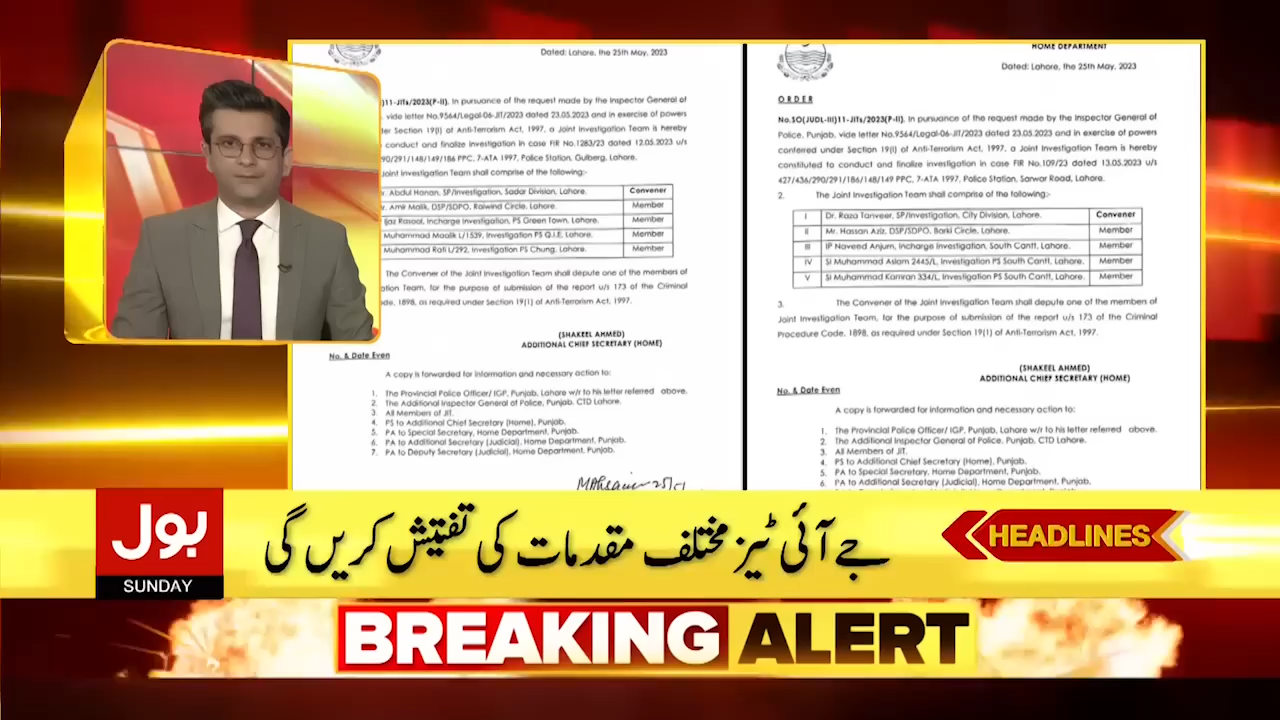 Dated: Lahore, the 25th May, 2023
)11-JITs/2023(P-II). In pursuance of the request made by the Inspector General of
vide letter No.9564/Legal-06-JIT/2023 dated 23.05.2023 and in exercise of powers
Section 19(I) of Anti-Terrorism Act, 1997, a Joint Investigation Team is hereby
conduct and finalize investigation in case FIR No.1283/23 dated 12.05.2023 u/s
90/291/148/149/186 PPC, 7-ATA 1997, Police Station, Gulberg, Lahore.
Joint Investigation Team shall comprise of the following:-
Abdul Hanan, SP/Investigation, Sadar Division, Lahore. Convener
Amir Malik, DSP/SDPO, Raiwind Circle, Lahore. Member
Ijaz Rasool, Incharge Investigation, PS Green Town, Lahore. Member
Muhammad Maalik L/1539, Investigation PS Q.I.E, Lahore. Member
Muhammad Rafi L/292, Investigation PS Chung, Lahore. Member
The Convener of the Joint Investigation Team shall depute one of the members of
Team, for the purpose of submission of the report u/s 173 of the Criminal
1898, as required under Section 19(1) of Anti-Terrorism Act, 1997.
(SHAKEEL AHMED)
ADDITIONAL CHIEF SECRETARY (HOME)
No. & Date Even
A copy is forwarded for information and necessary action to:
1. The Provincial Police Officer/ IGP, Punjab, Lahore w/r to his letter referred above.
2. The Additional Inspector General of Police, Punjab, CTD Lahore.
3. All Members of JIT.
4. PS to Additional Chief Secretary (Home), Punjab.
5. PA to Special Secretary, Home Department, Punjab.
6. PA to Additional Secretary (Judicial), Home Department, Punjab.
7. PA to Deputy Secretary (Judicial), Home Department, Punjab.
HOME DEPARTMENT
Dated: Lahore, the 25th May, 2023
ORDER
No.SO(JUDL-III)11-JITs/2023(P-II). In pursuance of the request made by the Inspector General of
Police, Punjab, vide letter No.9564/Legal-06-JIT/2023 dated 23.05.2023 and in exercise of powers
conferred under Section 19(I) of Anti-Terrorism Act, 1997, a Joint Investigation Team is hereby
constituted to conduct and finalize investigation in case FIR No.109/23 dated 13.05.2023 u/s
427/436/290/291/186/148/149 PPC, 7-ATA 1997, Police Station, Sarwar Road, Lahore.
2. The Joint Investigation Team shall comprise of the following:-
I Dr. Raza Tanveer, SP/Investigation, City Division, Lahore. Convener
II Mr. Hassan Aziz, DSP/SDPO, Barki Circle, Lahore. Member
III IP Naveed Anjum, Incharge Investigation, South Cantt, Lahore. Member
IV SI Muhammad Aslam 2445/L, Investigation PS South Cantt, Lahore. Member
V SI Muhammad Kamran 334/L, Investigation PS South Cantt, Lahore. Member
3. The Convener of the Joint Investigation Team shall depute one of the members of
Joint Investigation Team, for the purpose of submission of the report u/s 173 of the Criminal
Procedure Code, 1898, as required under Section 19(1) of Anti-Terrorism Act, 1997.
(SHAKEEL AHMED)
ADDITIONAL CHIEF SECRETARY (HOME)
No. & Date Even
A copy is forwarded for information and necessary action to:
1. The Provincial Police Officer/ IGP, Punjab, Lahore w/r to his letter referred above.
2. The Additional Inspector General of Police, Punjab, CTD Lahore.
3. All Members of JIT.
4. PS to Additional Chief Secretary (Home), Punjab.
5. PA to Special Secretary, Home Department, Punjab.
6. PA to Additional Secretary (Judicial), Home Department, Punjab.
بول
SUNDAY
جے آئی ٹیز مختلف مقدمات کی تفتیش کریں گی
HEADLINES
BREAKING ALERT